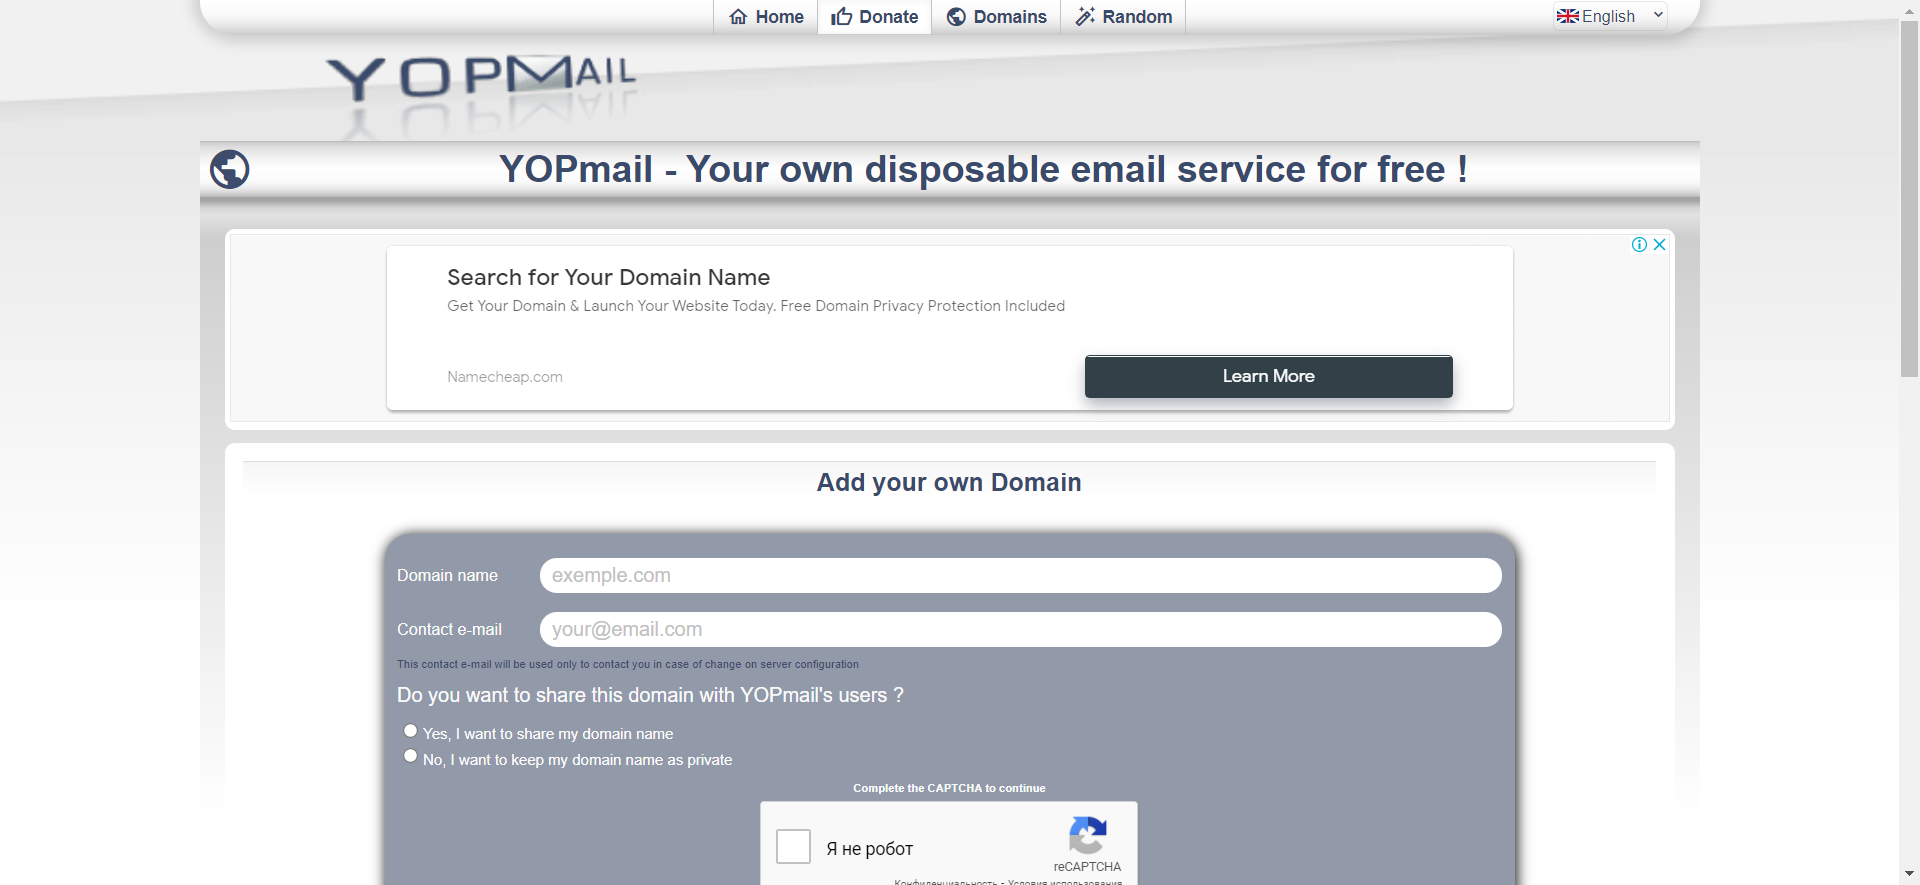 Home Donate Domains Random English
YOPMAIL
YOPmail - Your own disposable email service for free !
Search for Your Domain Name
Get Your Domain & Launch Your Website Today. Free Domain Privacy Protection Included
Namecheap.com
Learn More
Add your own Domain
Domain name exemple.com
Contact e-mail your@email.com
This contact e-mail will be used only to contact you in case of change on server configuration
Do you want to share this domain with YOPmail's users ?
Yes, I want to share my domain name
No, I want to keep my domain name as private
Complete the CAPTCHA to continue
Я не робот
reCAPTCHA
Конфиденциальность - Условия использования